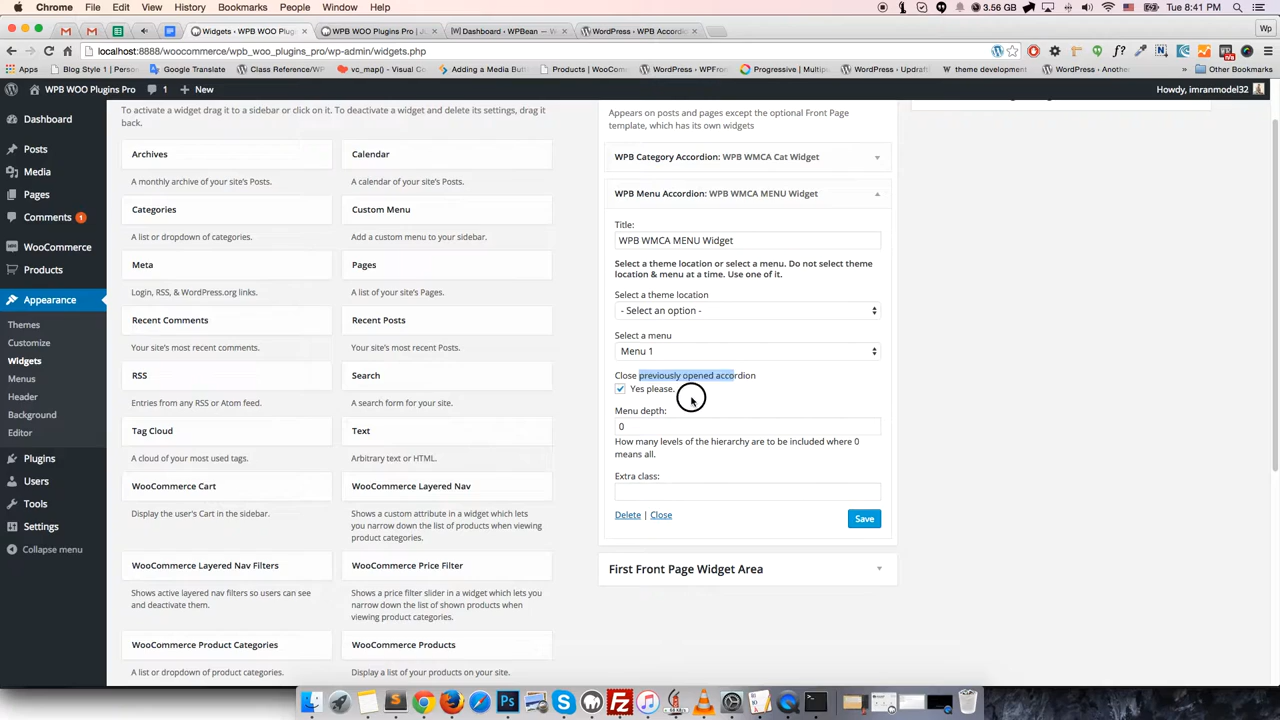 Chrome File Edit View History Bookmarks People Window Help 3.56 GB Tue 8:41 PM
Widgets ‹ WPB WOO Plugin
WPB WOO Plugins Pro | J
Dashboard ‹ WPBean — W
WordPress › WPB Accordi
Wp
localhost:8888/woocommerce/wpb_woo_plugins_pro/wp-admin/widgets.php
Apps Blog Style 1 | Person Google Translate Class Reference/WP vc_map() - Visual Co Adding a Media Butt Products | WooComm WordPress › WPFron Progressive | Multip WordPress › Updraft theme development WordPress › Anothe » Other Bookmarks
WPB WOO Plugins Pro 1 + New Howdy, imranmodel32
Dashboard
Posts
Media
Pages
Comments 1
WooCommerce
Products
Appearance
Themes
Customize
Widgets
Menus
Header
Background
Editor
Plugins
Users
Tools
Settings
Collapse menu
To activate a widget drag it to a sidebar or click on it. To deactivate a widget and delete its settings, drag it
back.
Archives
A monthly archive of your site's Posts.
Calendar
A calendar of your site's Posts.
Categories
A list or dropdown of categories.
Custom Menu
Add a custom menu to your sidebar.
Meta
Login, RSS, & WordPress.org links.
Pages
A list of your site's Pages.
Recent Comments
Your site's most recent comments.
Recent Posts
Your site's most recent Posts.
RSS
Entries from any RSS or Atom feed.
Search
A search form for your site.
Tag Cloud
A cloud of your most used tags.
Text
Arbitrary text or HTML.
WooCommerce Cart
Display the user's Cart in the sidebar.
WooCommerce Layered Nav
Shows a custom attribute in a widget which lets
you narrow down the list of products when viewing
product categories.
WooCommerce Layered Nav Filters
Shows active layered nav filters so users can see
and deactivate them.
WooCommerce Price Filter
Shows a price filter slider in a widget which lets you
narrow down the list of shown products when
viewing product categories.
WooCommerce Product Categories
A list or dropdown of product categories.
WooCommerce Products
Display a list of your products on your site.
Appears on posts and pages except the optional Front Page
template, which has its own widgets
WPB Category Accordion: WPB WMCA Cat Widget
WPB Menu Accordion: WPB WMCA MENU Widget
Title:
WPB WMCA MENU Widget
Select a theme location or select a menu. Do not select theme
location & menu at a time. Use one of it.
Select a theme location
- Select an option -
Select a menu
Menu 1
Close previously opened accordion
Yes please.
Menu depth:
0
How many levels of the hierarchy are to be included where 0
means all.
Extra class:
Delete | Close
Save
First Front Page Widget Area